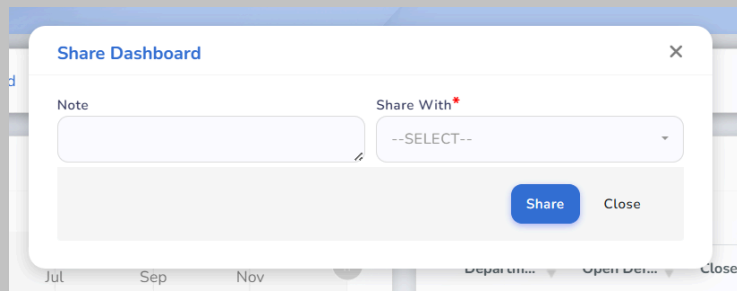 Share Dashboard
Note
Share With*
--SELECT--
Share
Close
Jul
Sep
Nov
Departm...
Open Def...
Close